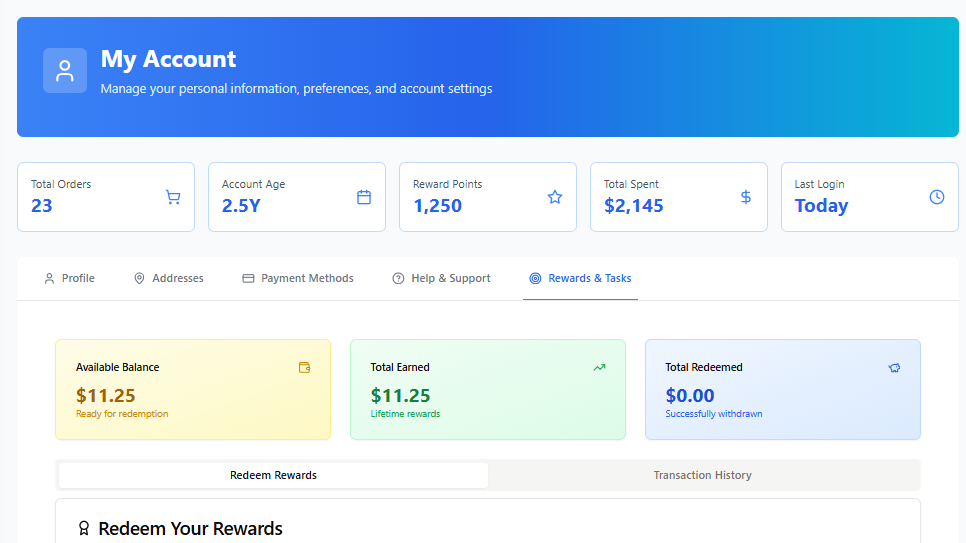 My Account
Manage your personal information, preferences, and account settings
Total Orders
23
Account Age
2.5Y
Reward Points
1,250
Total Spent
$2,145
Last Login
Today
Profile
Addresses
Payment Methods
Help & Support
Rewards & Tasks
Available Balance
$11.25
Ready for redemption
Total Earned
$11.25
Lifetime rewards
Total Redeemed
$0.00
Successfully withdrawn
Redeem Rewards
Transaction History
Redeem Your Rewards